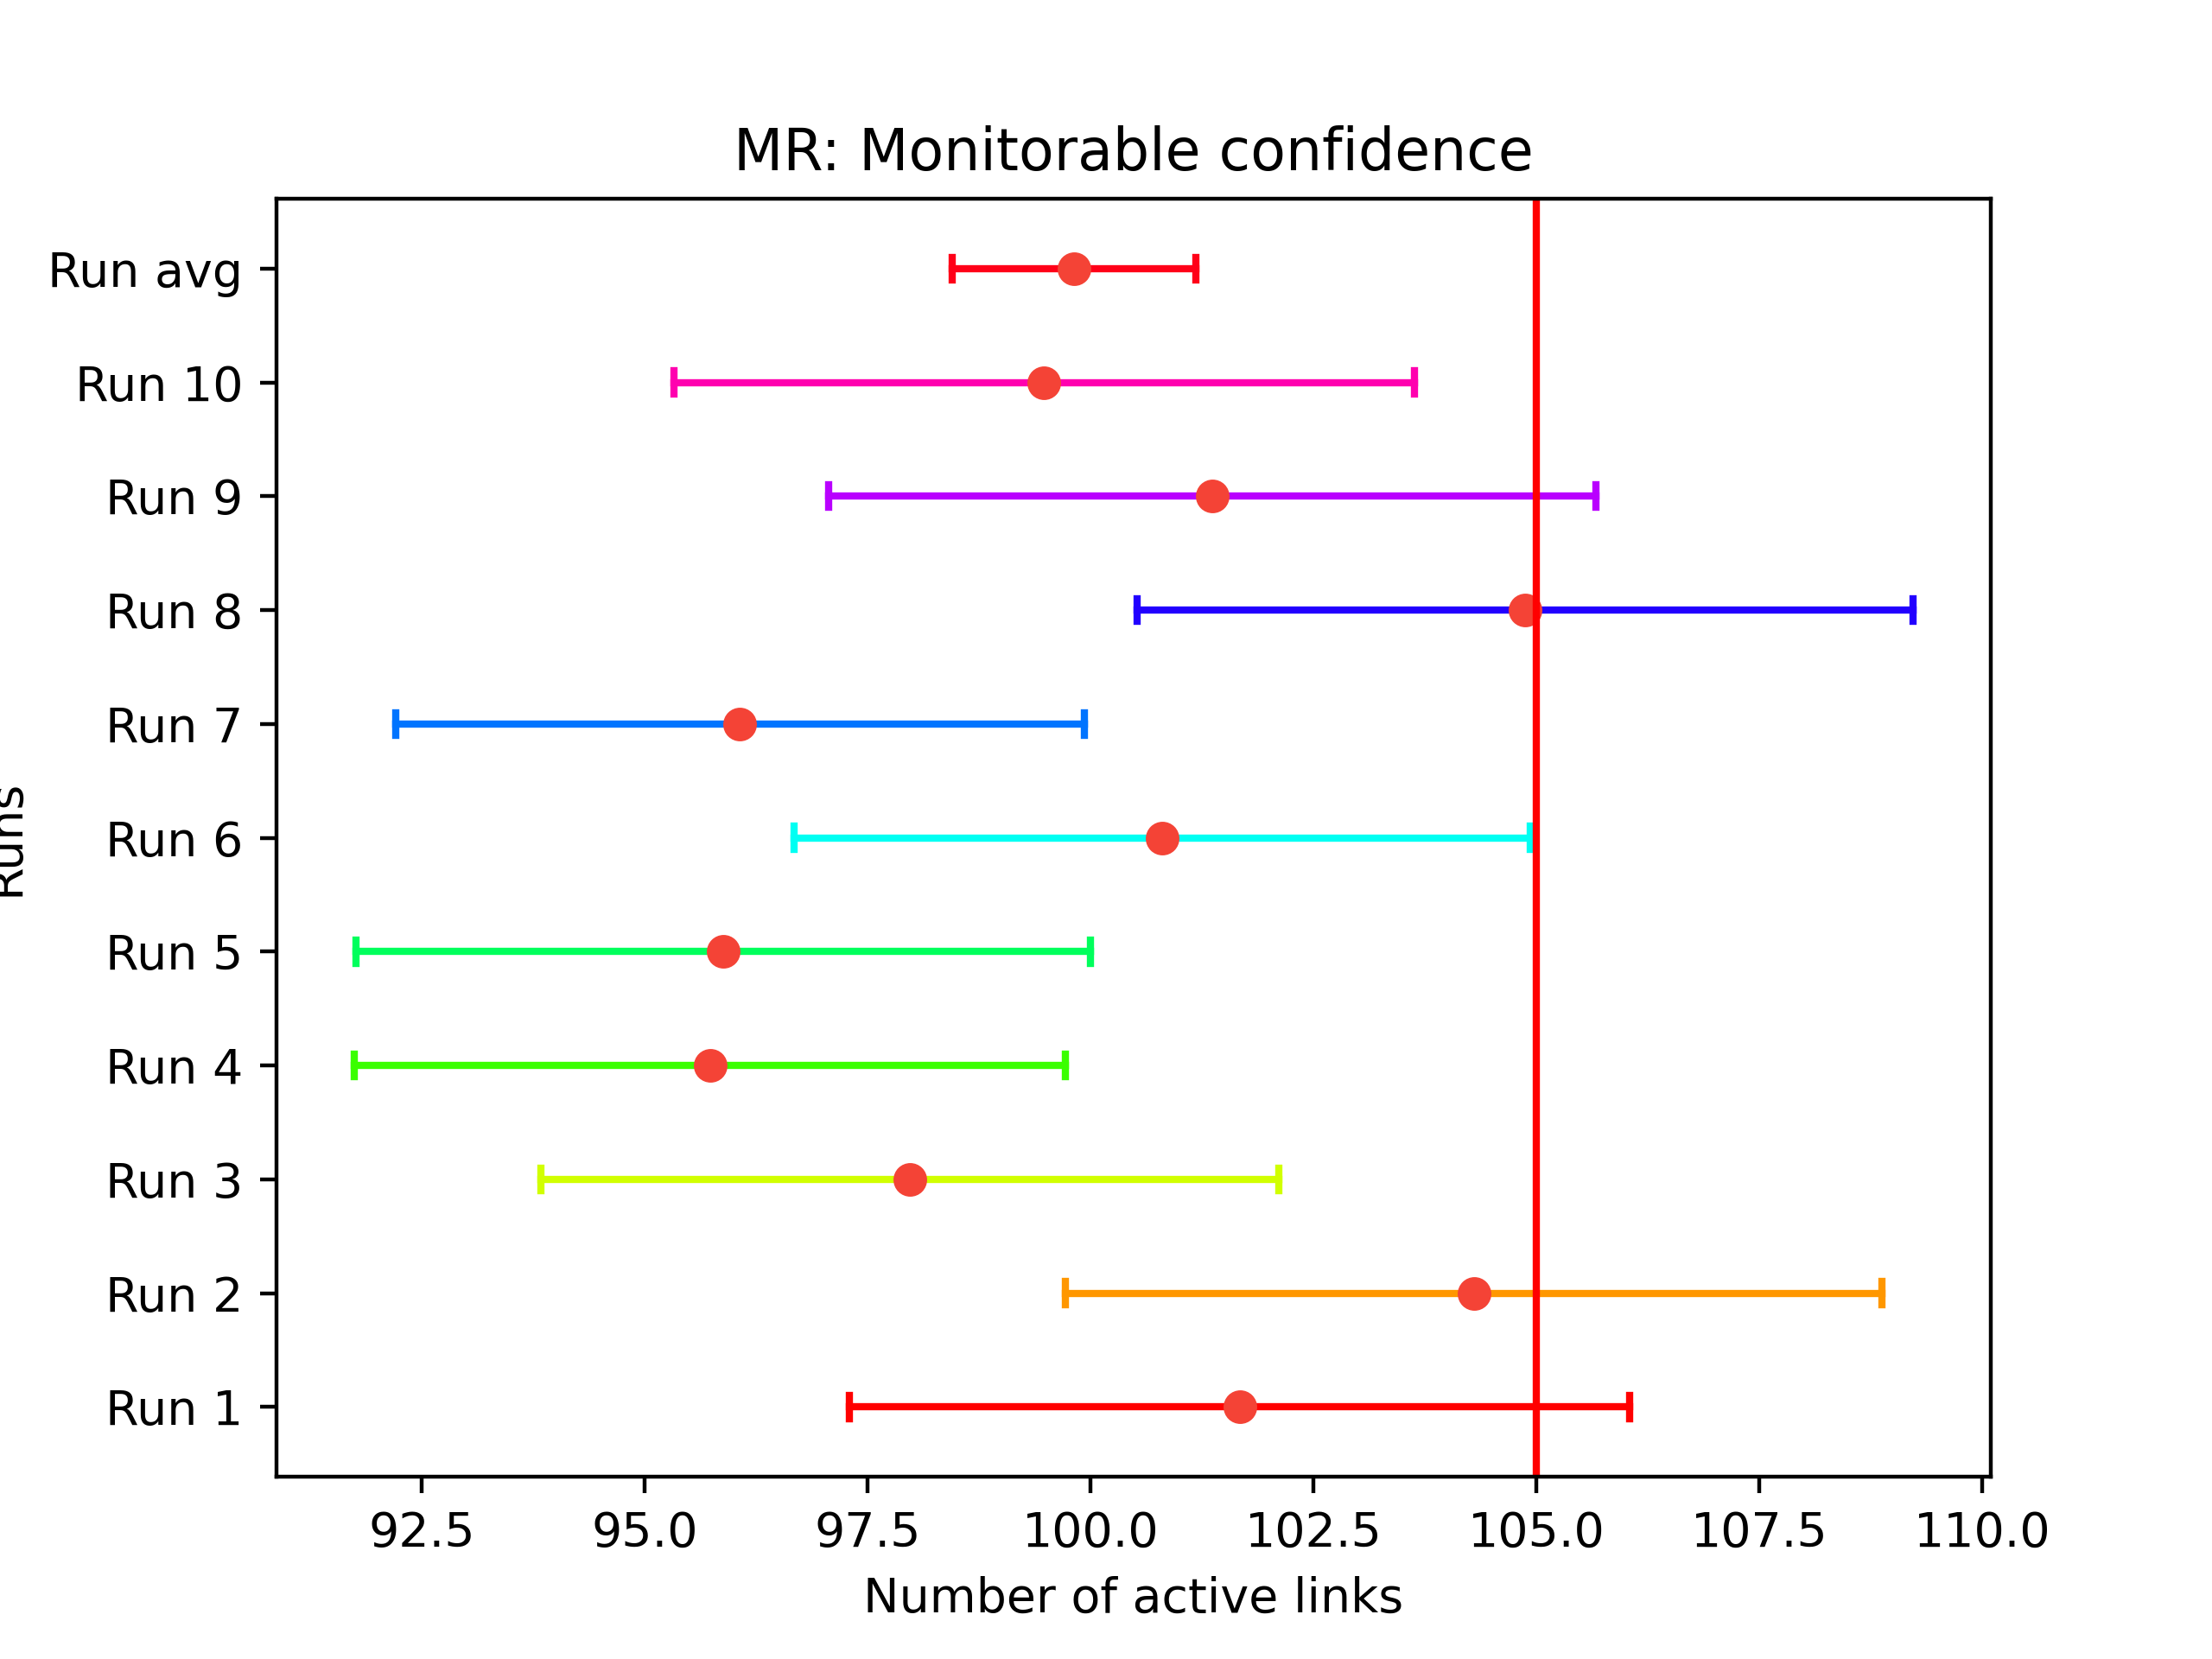 MR: Monitorable confidence
Run avg
Run 10
Run 9
Run 8
Run 7
Run 6
Run 5
Run 4
Run 3
Run 2
Run 1
Runs
92.5 95.0 97.5 100.0 102.5 105.0 107.5 110.0
Number of active links